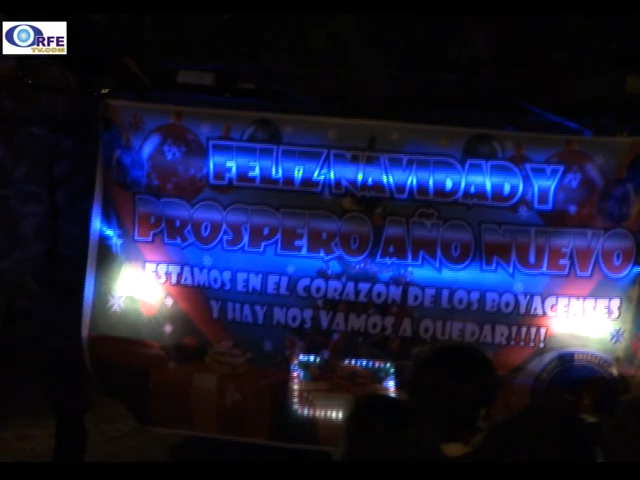 ORFE
TV.COM
FELIZ NAVIDAD Y
PROSPERO AÑO NUEVO
ESTAMOS EN EL CORAZON DE LOS BOYACENSES
Y HAY NOS VAMOS A QUEDAR!!!!